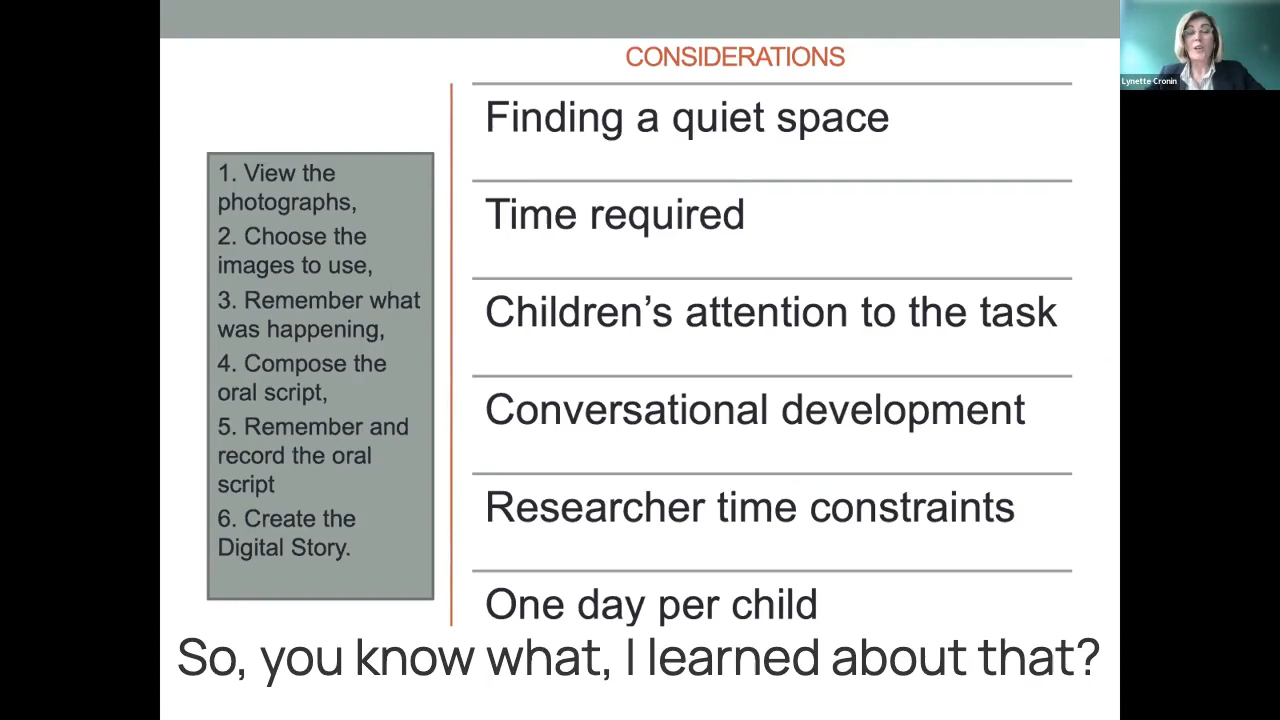 CONSIDERATIONS
1. View the
photographs,
2. Choose the
images to use,
3. Remember what
was happening,
4. Compose the
oral script,
5. Remember and
record the oral
script
6. Create the
Digital Story.
Finding a quiet space
Time required
Children’s attention to the task
Conversational development
Researcher time constraints
One day per child
So, you know what, I learned about that?
Lynette Cronin